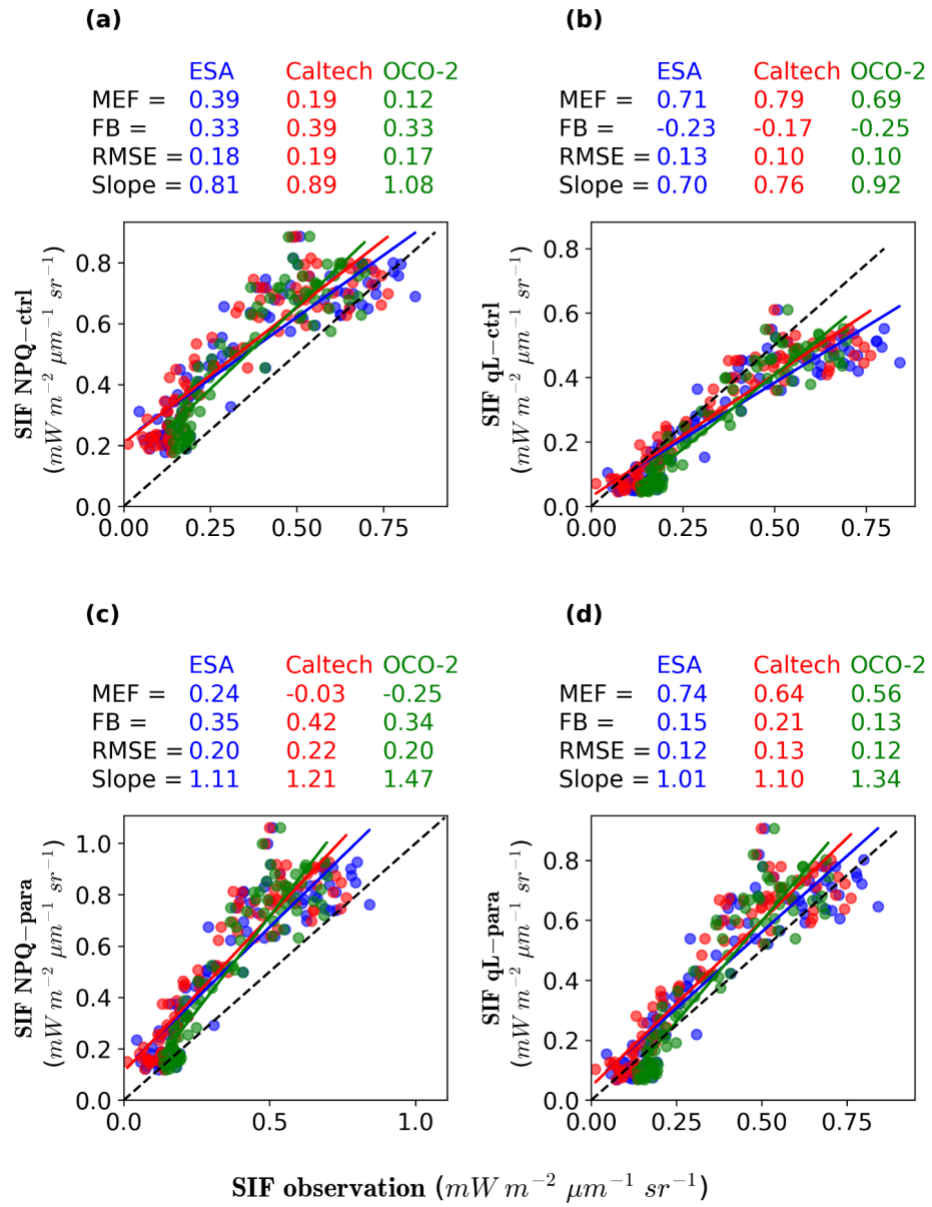 (a)
ESA Caltech OCO-2
MEF = 0.39 0.19 0.12
FB = 0.33 0.39 0.33
RMSE = 0.18 0.19 0.17
Slope = 0.81 0.89 1.08
SIF NPQ−ctrl
(mW m⁻² μm⁻¹ sr⁻¹)
0.8
0.6
0.4
0.2
0.0
0.00 0.25 0.50 0.75
(b)
ESA Caltech OCO-2
MEF = 0.71 0.79 0.69
FB = -0.23 -0.17 -0.25
RMSE = 0.13 0.10 0.10
Slope = 0.70 0.76 0.92
SIF qL−ctrl
(mW m⁻² μm⁻¹ sr⁻¹)
0.8
0.6
0.4
0.2
0.0
0.00 0.25 0.50 0.75
(c)
ESA Caltech OCO-2
MEF = 0.24 -0.03 -0.25
FB = 0.35 0.42 0.34
RMSE = 0.20 0.22 0.20
Slope = 1.11 1.21 1.47
SIF NPQ−para
(mW m⁻² μm⁻¹ sr⁻¹)
1.0
0.8
0.6
0.4
0.2
0.0
0.0 0.5 1.0
(d)
ESA Caltech OCO-2
MEF = 0.74 0.64 0.56
FB = 0.15 0.21 0.13
RMSE = 0.12 0.13 0.12
Slope = 1.01 1.10 1.34
SIF qL−para
(mW m⁻² μm⁻¹ sr⁻¹)
0.8
0.6
0.4
0.2
0.0
0.00 0.25 0.50 0.75
SIF observation (mW m⁻² μm⁻¹ sr⁻¹)